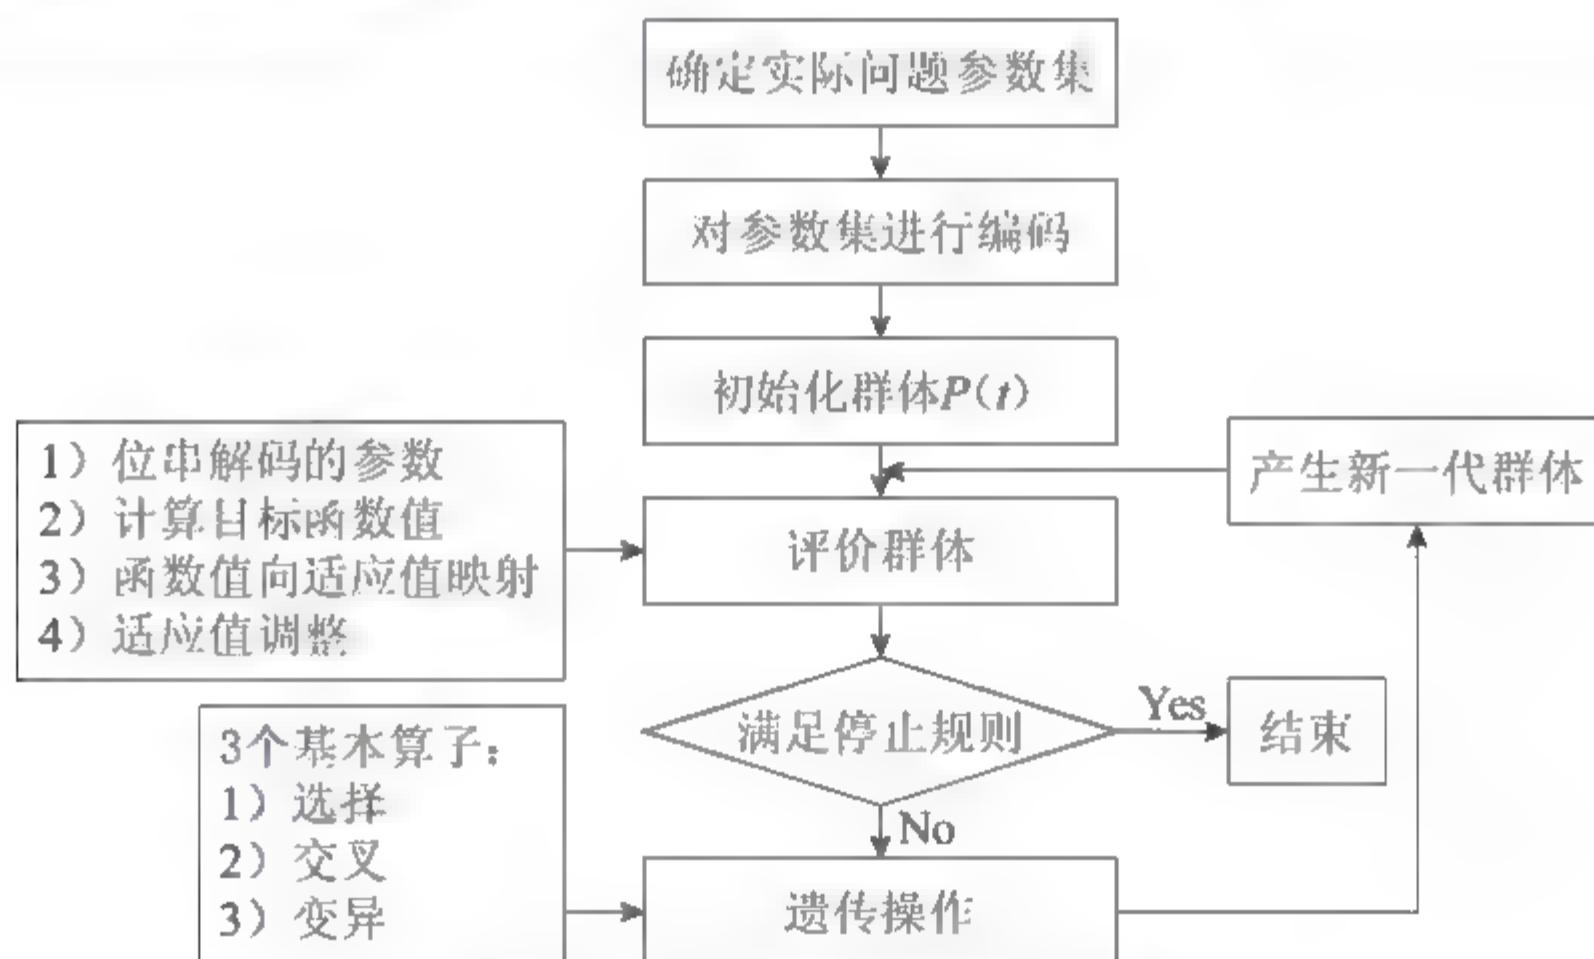 确定实际问题参数集
对参数集进行编码
初始化群体P(t)
1）位串解码的参数
2）计算目标函数值
3）函数值向适应值映射
4）适应值调整
产生新一代群体
评价群体
满足停止规则
Yes
结束
No
3个基本算子：
1）选择
2）交叉
3）变异
遗传操作